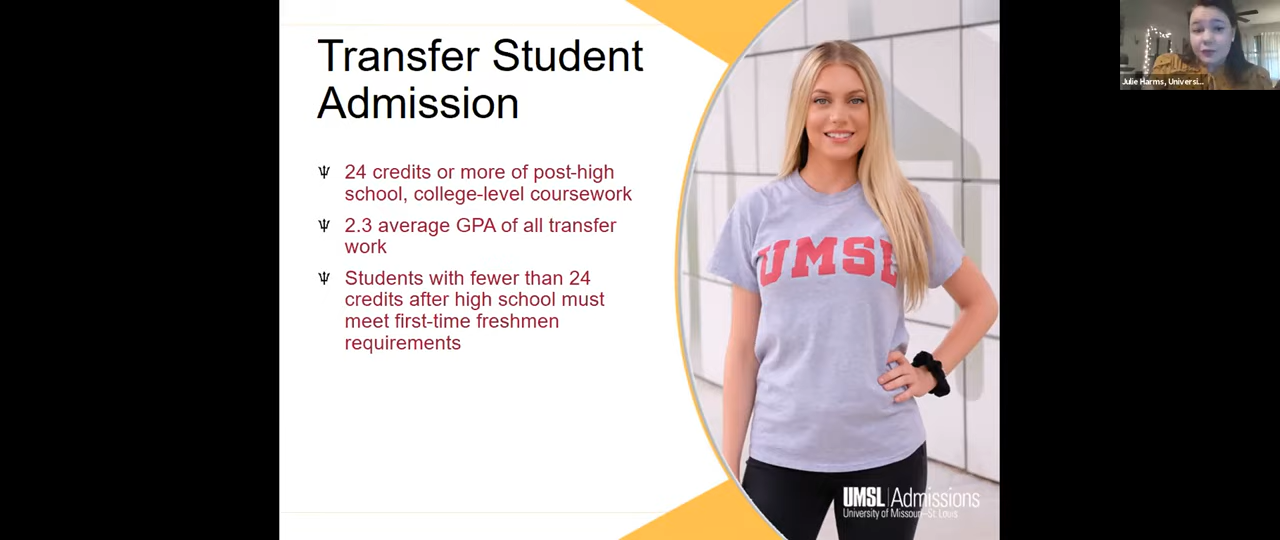 Transfer Student
Admission
24 credits or more of post-high
school, college-level coursework
2.3 average GPA of all transfer
work
Students with fewer than 24
credits after high school must
meet first-time freshmen
requirements
UMSL
UMSL | Admissions
University of Missouri–St. Louis
Julie Harms, Universi...